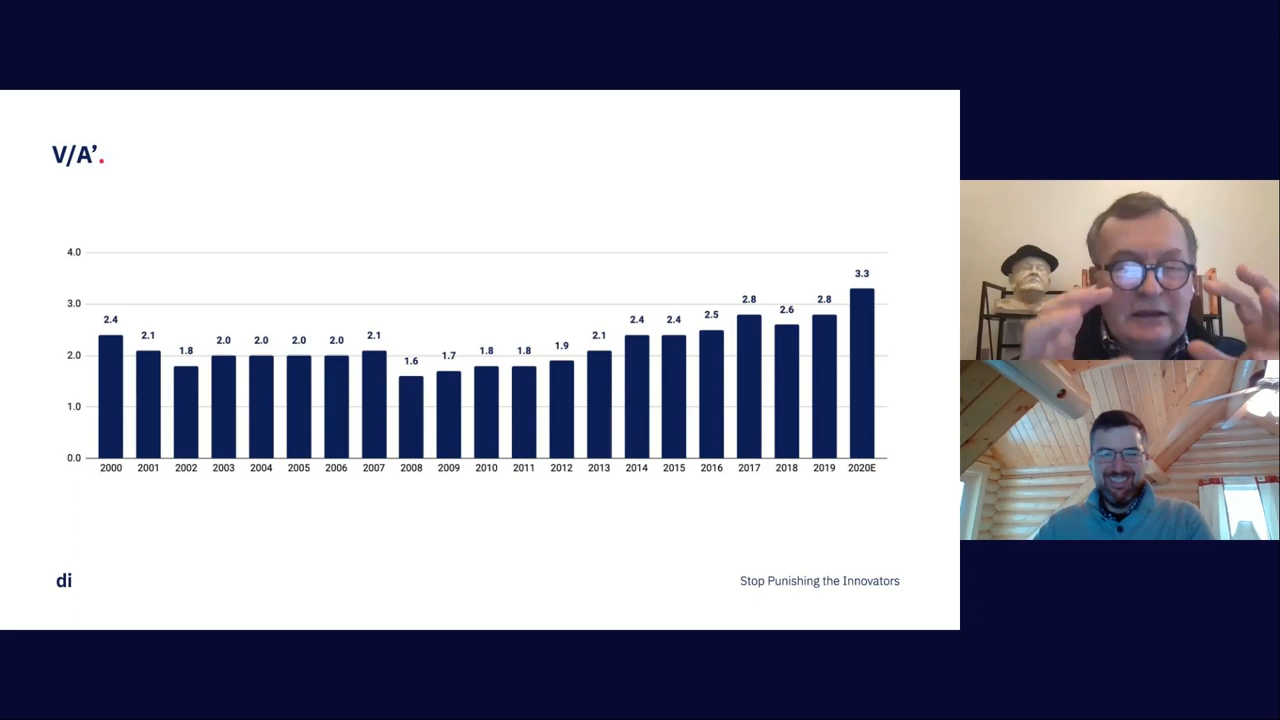 V/A’.
4.0
3.0
2.0
1.0
0.0
2.4 2.1 1.8 2.0 2.0 2.0 2.0 2.1 1.6 1.7 1.8 1.8 1.9 2.1 2.4 2.4 2.5 2.8 2.6 2.8 3.3
2000 2001 2002 2003 2004 2005 2006 2007 2008 2009 2010 2011 2012 2013 2014 2015 2016 2017 2018 2019 2020E
di
Stop Punishing the Innovators